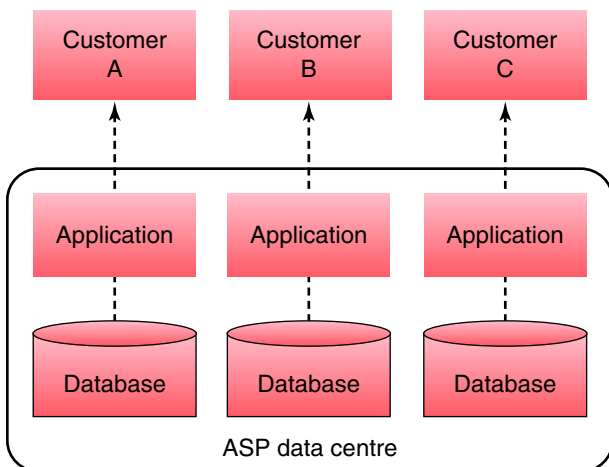 Customer
A
Customer
B
Customer
C
Application
Application
Application
Database
Database
Database
ASP data centre